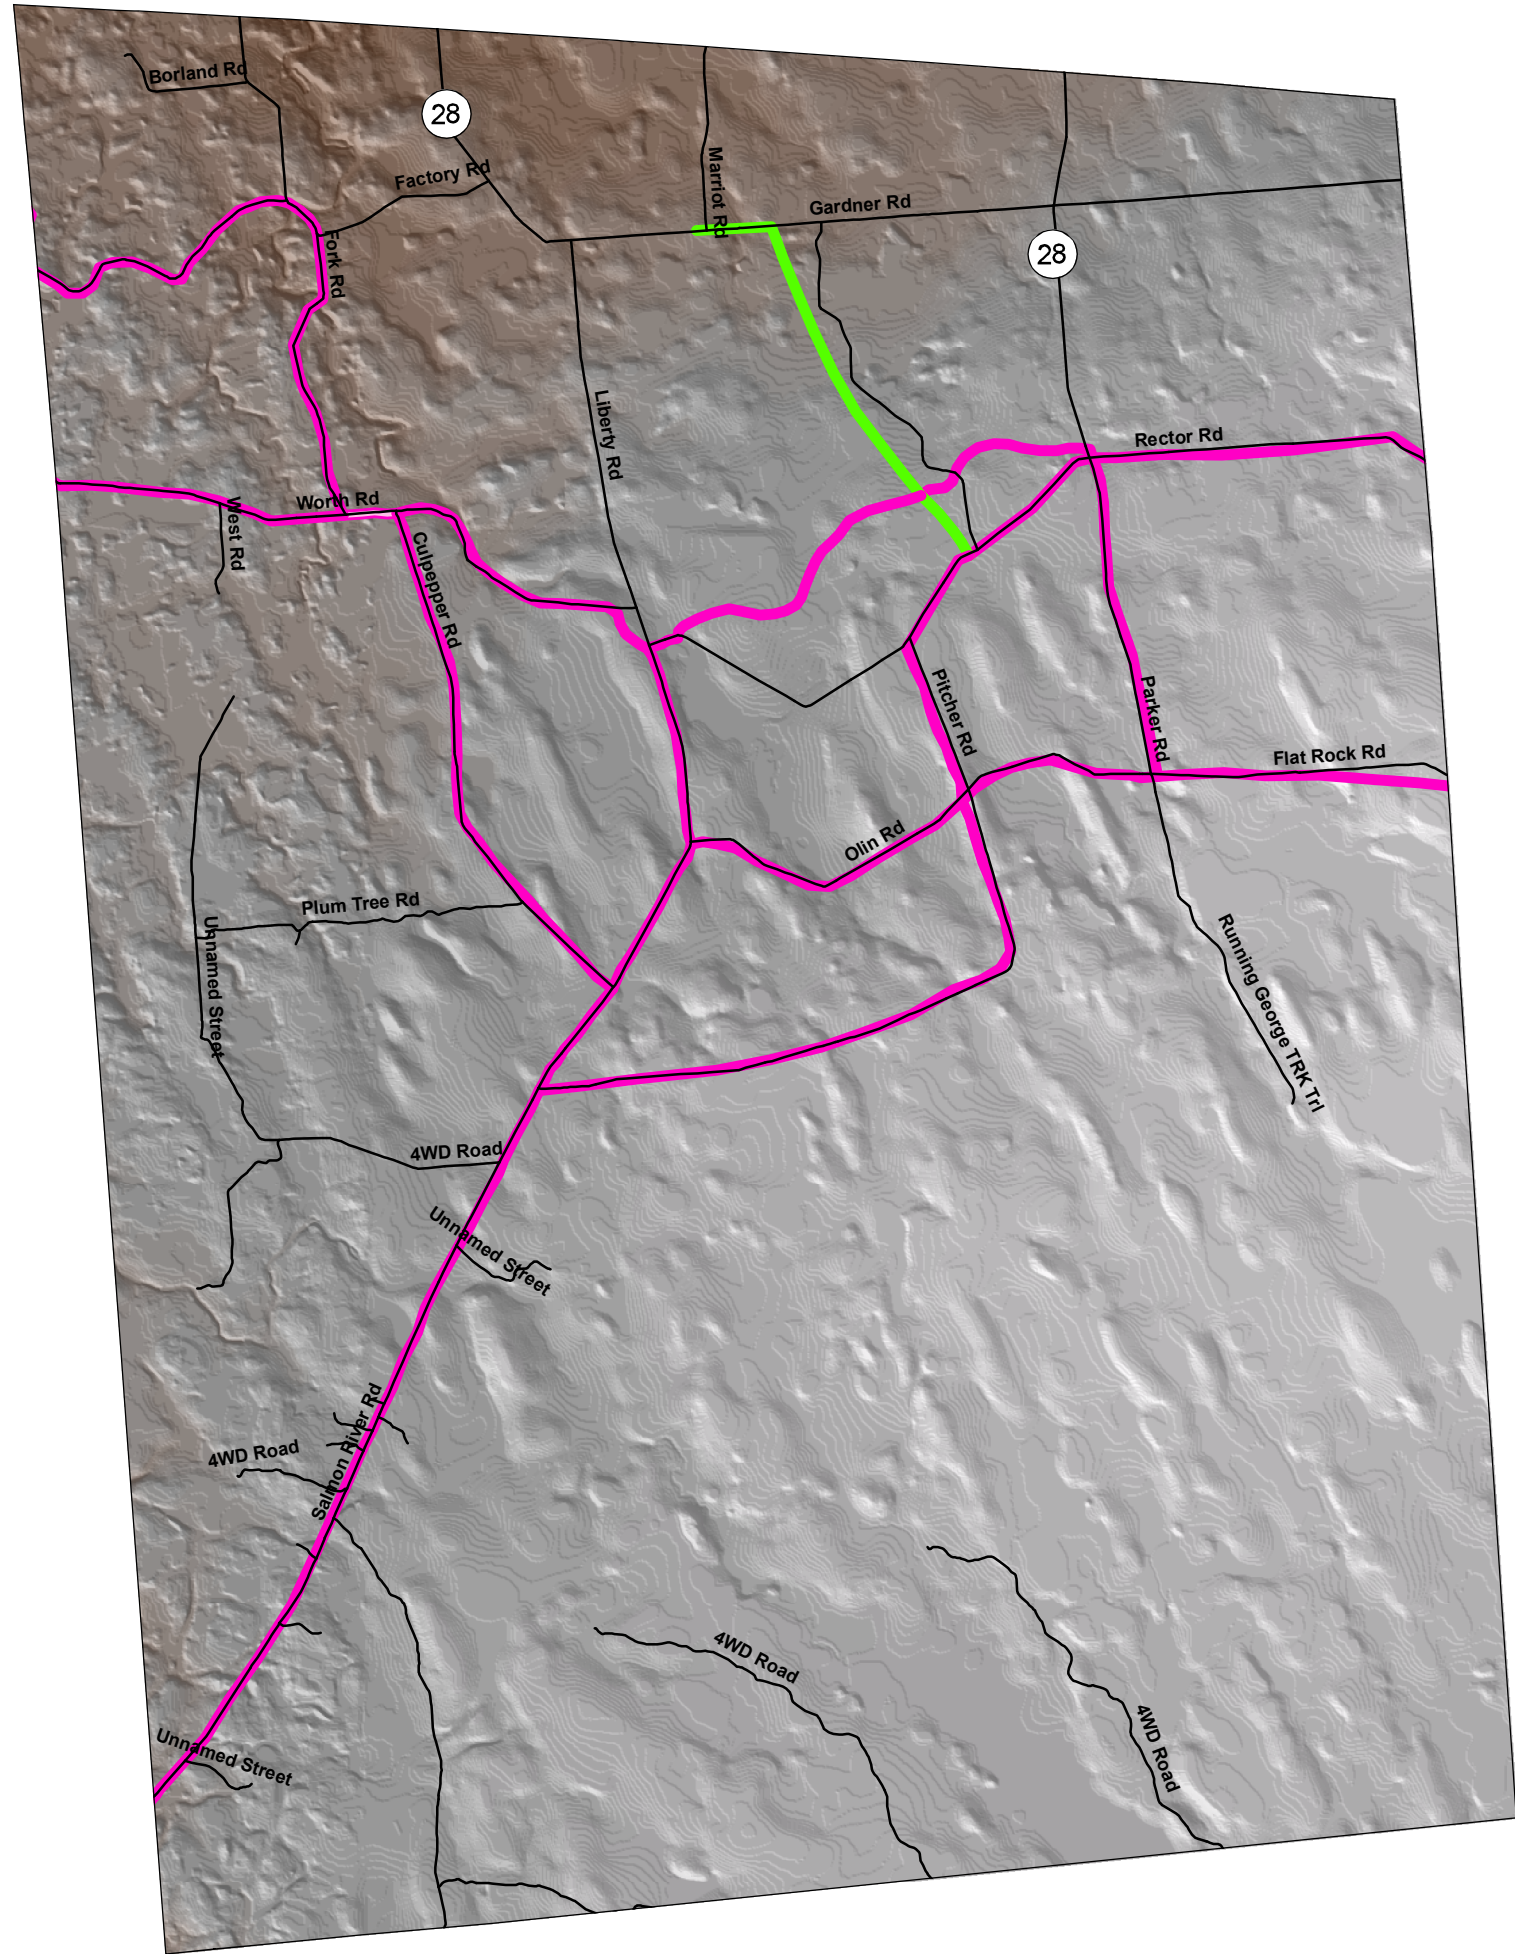 Borland Rd
28
Factory Rd
Marriot Rd
Gardner Rd
Fork Rd
28
Liberty Rd
Rector Rd
West Rd
Worth Rd
Culpepper Rd
Pitcher Rd
Parker Rd
Flat Rock Rd
Olin Rd
Plum Tree Rd
Unnamed Street
Running George TRK Trl
4WD Road
Unnamed Street
Salmon River Rd
4WD Road
4WD Road
4WD Road
Unnamed Street